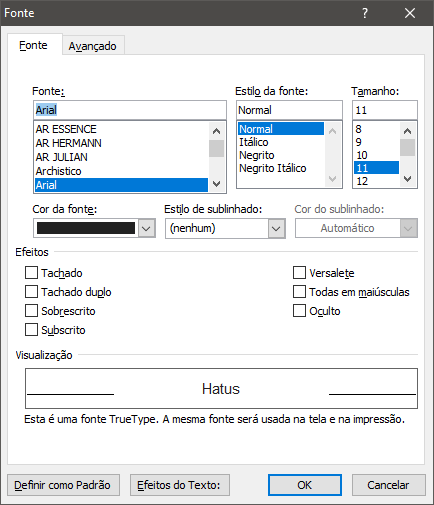 Fonte
Fonte
Avançado
Fonte:
Estilo da fonte:
Tamanho:
Arial
Normal
11
AR ESSENCE
AR HERMANN
AR JULIAN
Archistico
Arial
Normal
Itálico
Negrito
Negrito Itálico
8
9
10
11
12
Cor da fonte:
Estilo de sublinhado:
Cor do sublinhado:
(nenhum)
Automático
Efeitos
Tachado
Tachado duplo
Sobrescrito
Subscrito
Versalete
Todas em maiúsculas
Oculto
Visualização
Hatus
Esta é uma fonte TrueType. A mesma fonte será usada na tela e na impressão.
Definir como Padrão
Efeitos do Texto:
OK
Cancelar